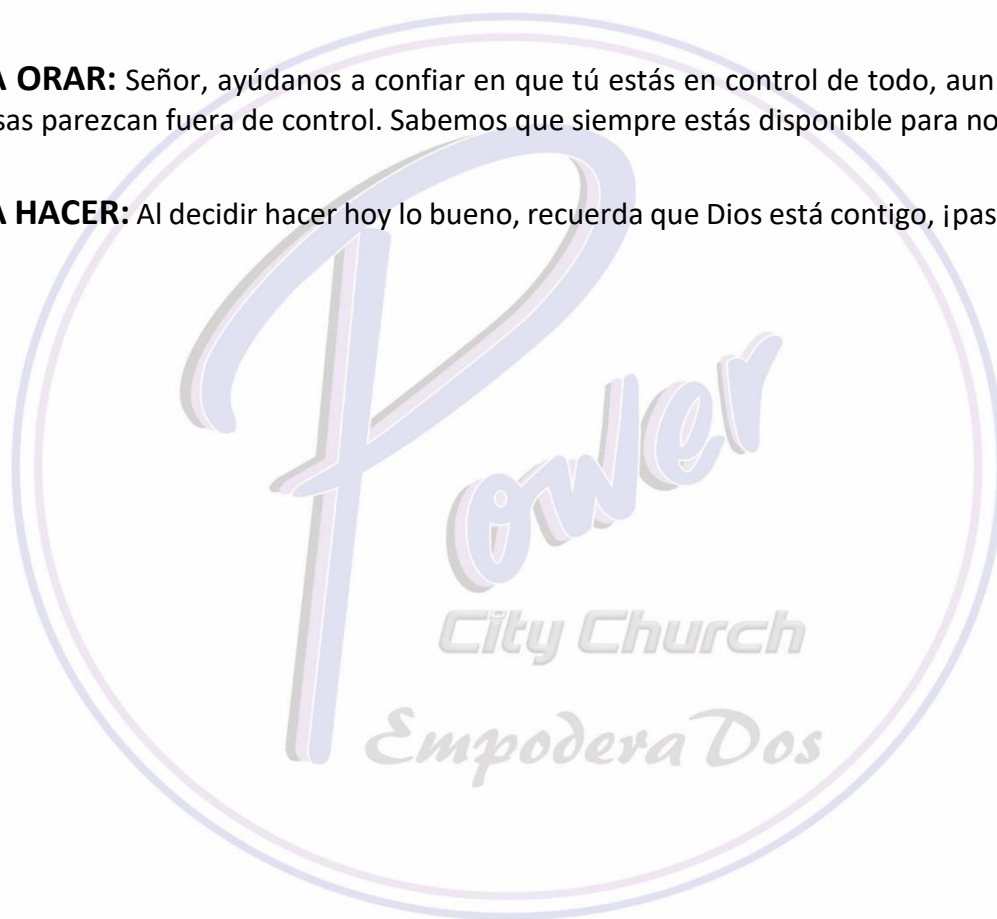 A ORAR: Señor, ayúdanos a confiar en que tú estás en control de todo, aun
sas parezcan fuera de control. Sabemos que siempre estás disponible para no
A HACER: Al decidir hacer hoy lo bueno, recuerda que Dios está contigo, ¡pas
Power
City Church
EmpoderaDos